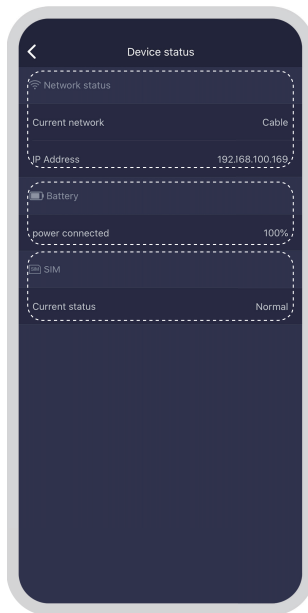 Device status
Network status
Current network Cable
IP Address 192.168.100.169
Battery
power connected 100%
SIM SIM
Current status Normal